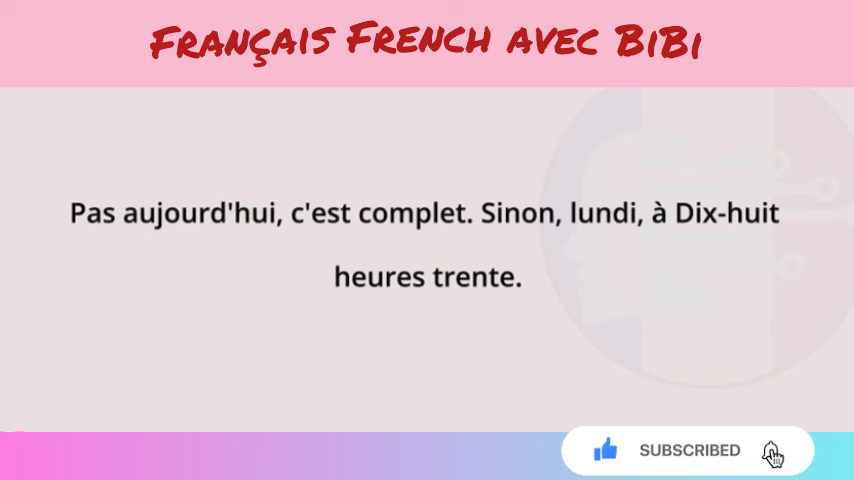 Français French avec BiBi
Pas aujourd'hui, c'est complet. Sinon, lundi, à Dix-huit
heures trente.
SUBSCRIBED